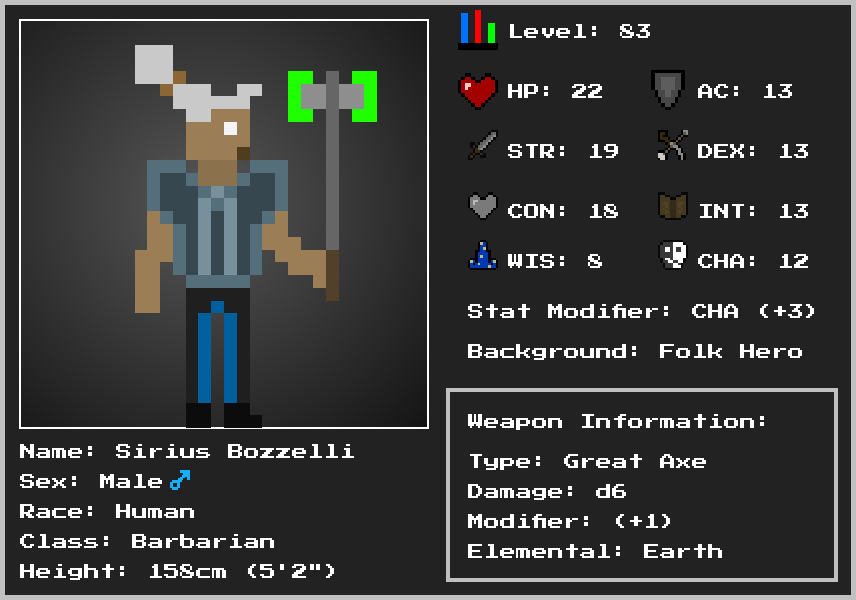 Level: 83
HP: 22
AC: 13
STR: 19
DEX: 13
CON: 18
INT: 13
WIS: 8
CHA: 12
Stat Modifier: CHA (+3)
Background: Folk Hero
Name: Sirius Bozzelli
Sex: Male♂
Race: Human
Class: Barbarian
Height: 158cm (5'2")
Weapon Information:
Type: Great Axe
Damage: d6
Modifier: (+1)
Elemental: Earth